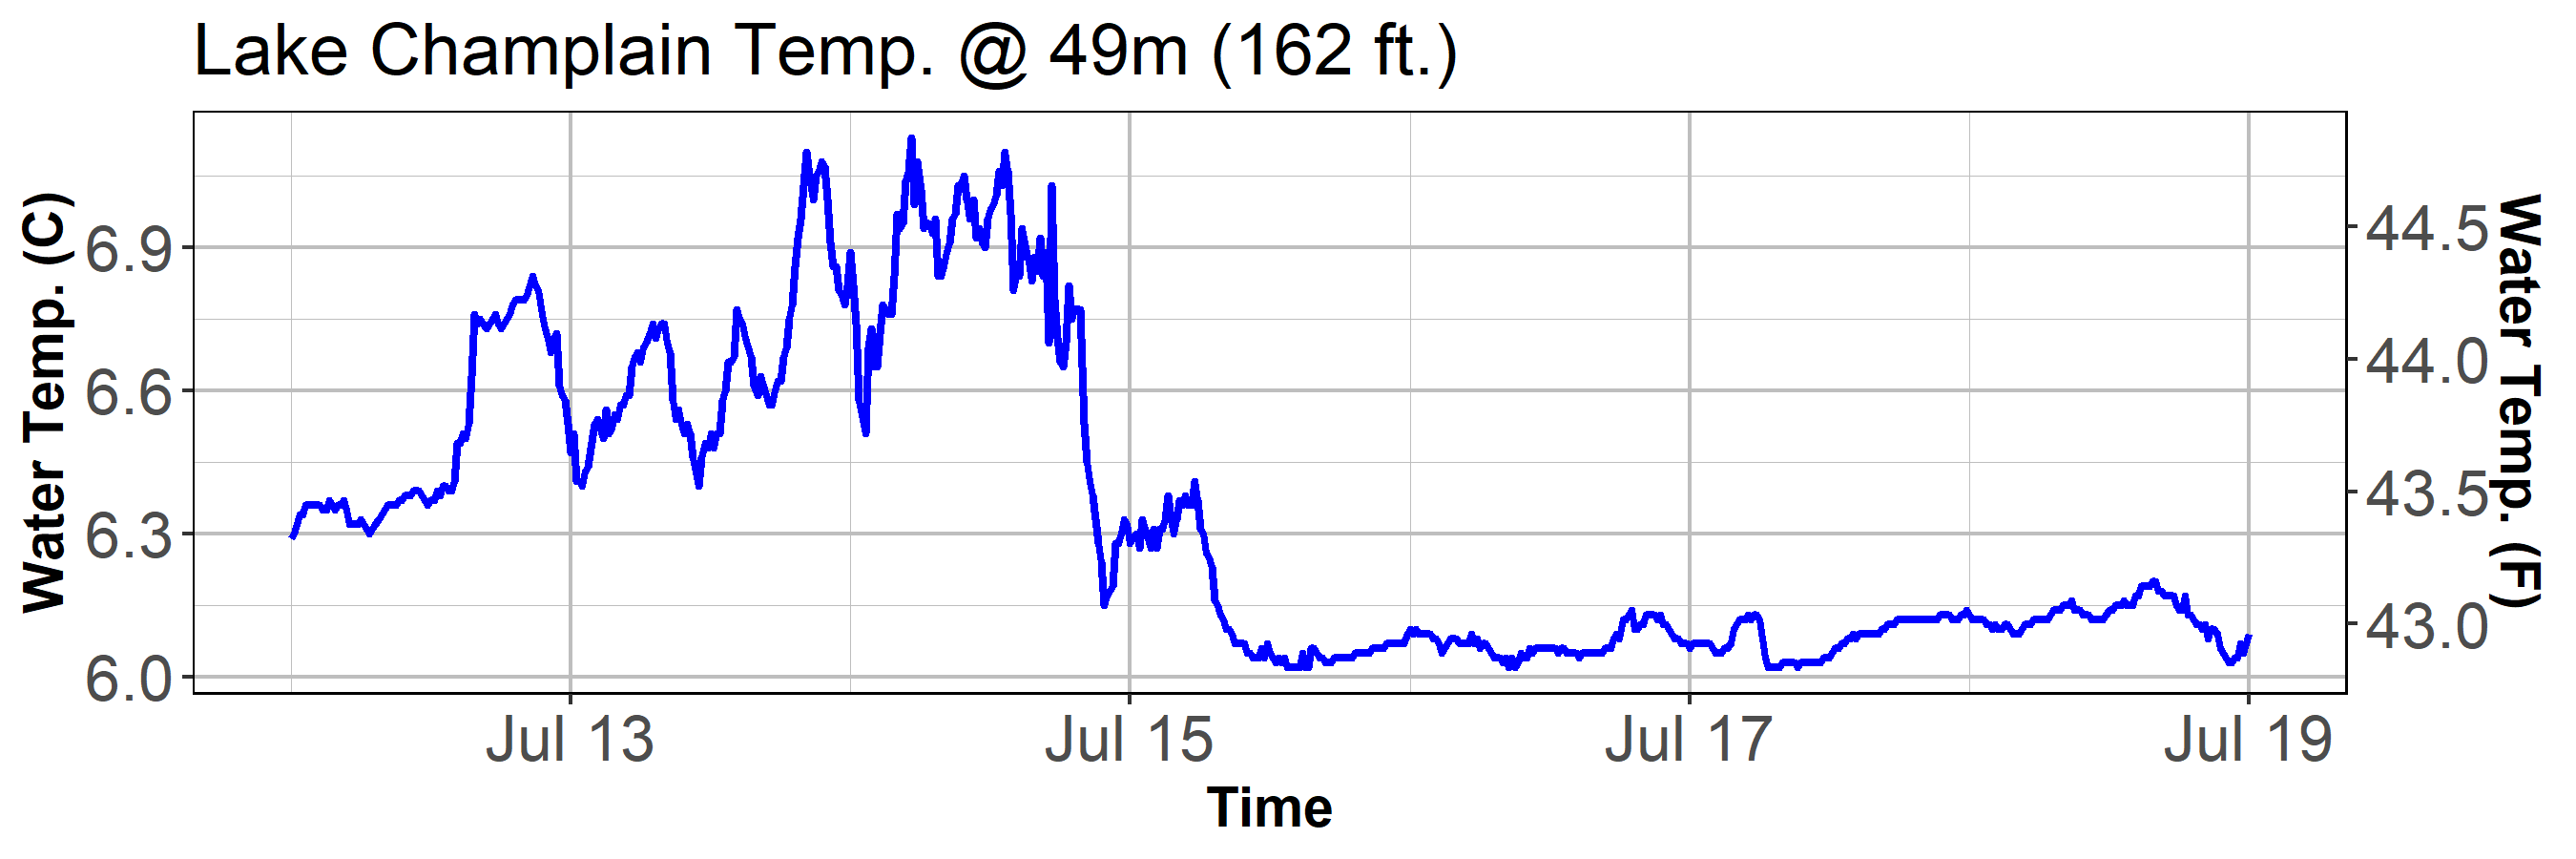 Lake Champlain Temp. @ 49m (162 ft.)
Water Temp. (C)
6.9
6.6
6.3
6.0
44.5
44.0
43.5
43.0
Water Temp. (F)
Jul 13 Jul 15 Jul 17 Jul 19
Time